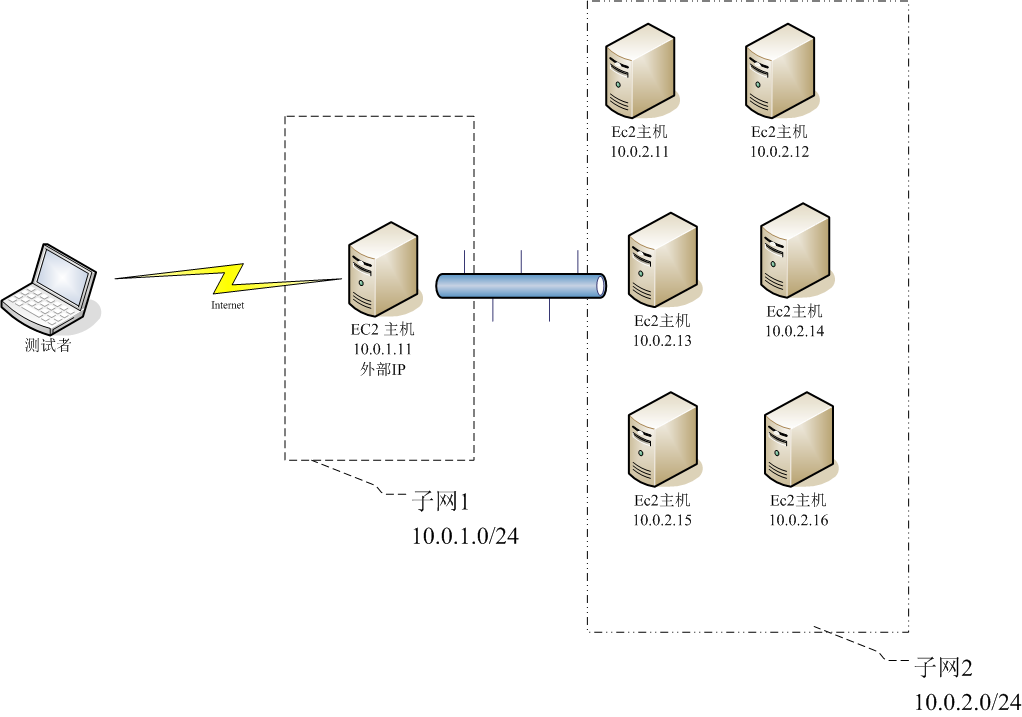 Ec2主机
10.0.2.11
Ec2主机
10.0.2.12
Ec2主机
10.0.2.13
Ec2主机
10.0.2.14
Internet
测试者
EC2 主机
10.0.1.11
外部IP
Ec2主机
10.0.2.15
Ec2主机
10.0.2.16
子网1
10.0.1.0/24
子网2
10.0.2.0/24